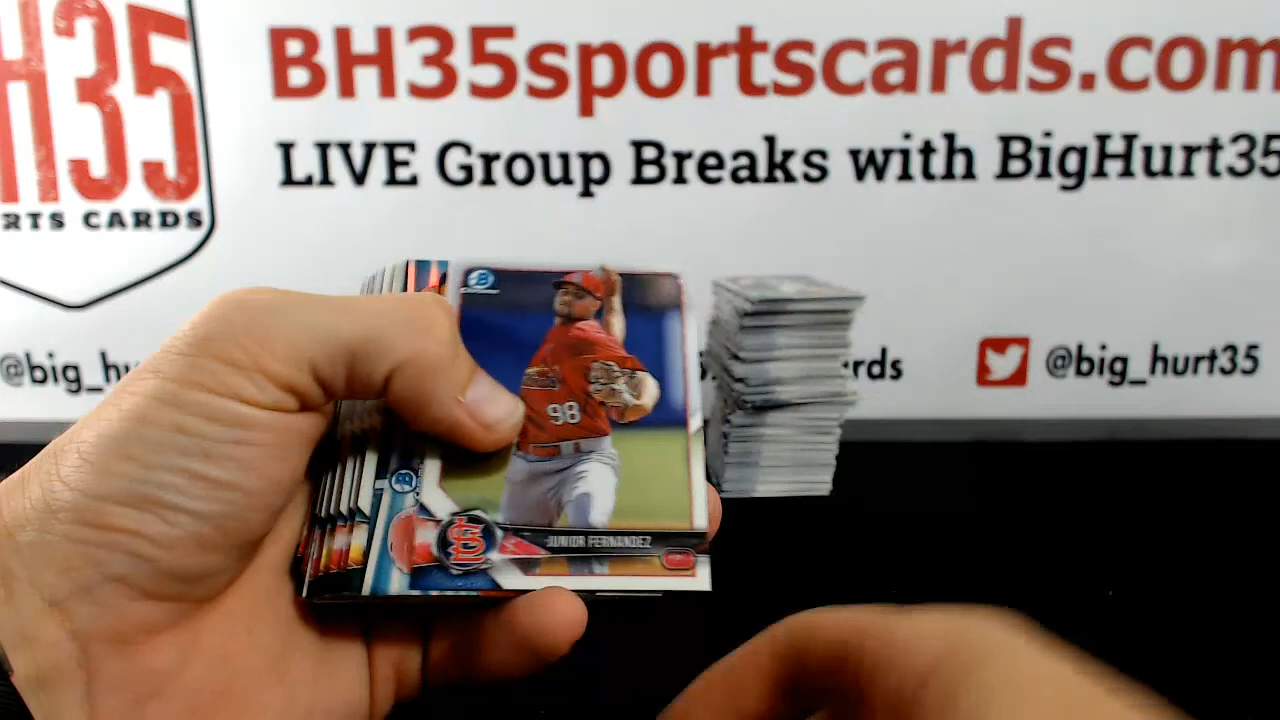 H35
RTS CARDS
BH35sportscards.com
LIVE Group Breaks with BigHurt35
@big_hu
rds
@big_hurt35
98
JUNIOR FERNANDEZ